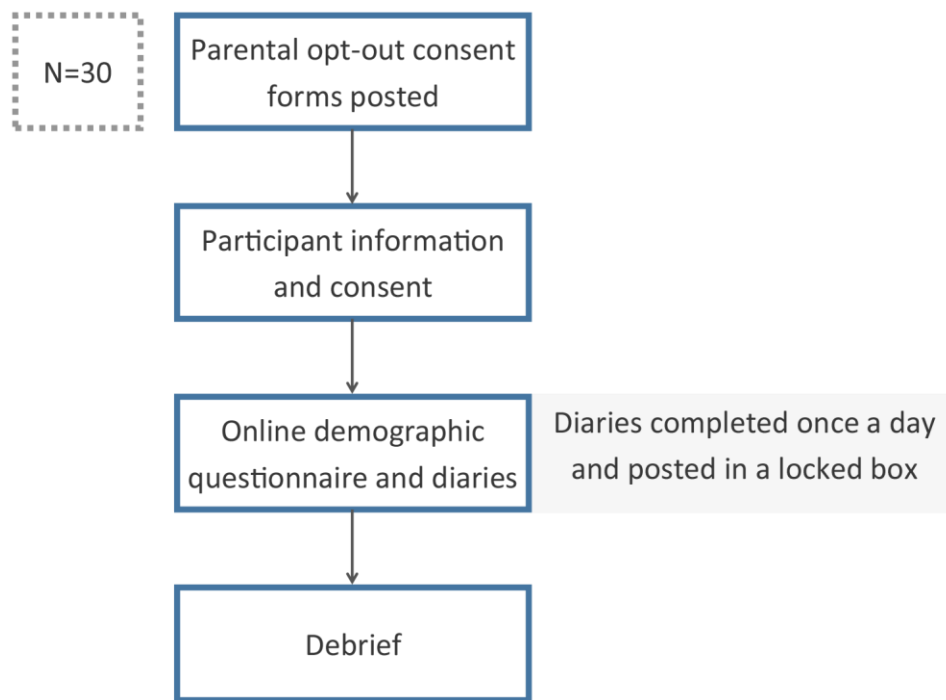 N=30
Parental opt-out consent
forms posted
Participant information
and consent
Online demographic
questionnaire and diaries
Diaries completed once a day
and posted in a locked box
Debrief